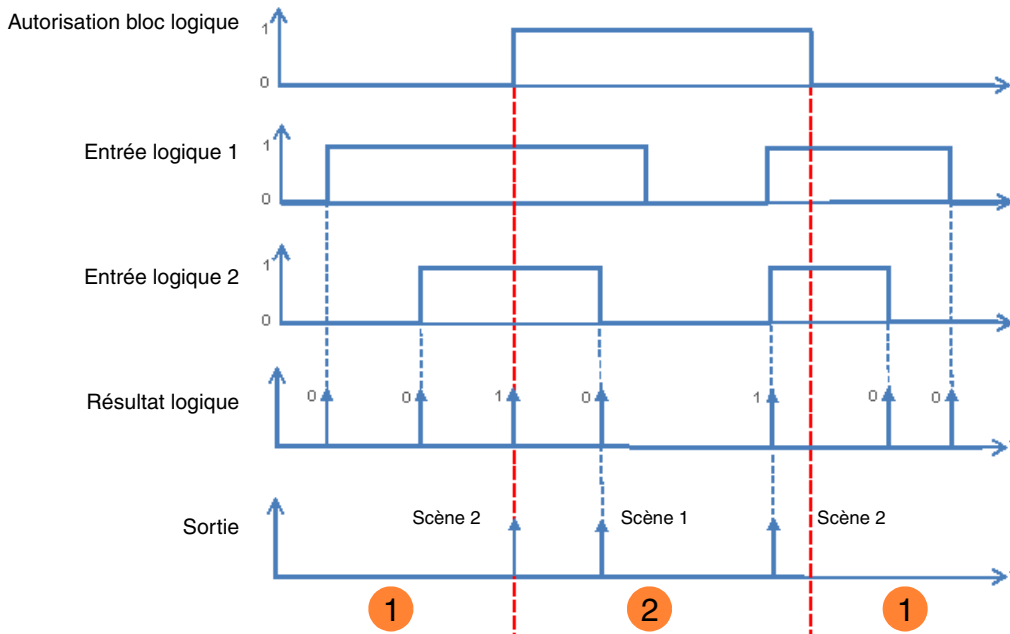 Autorisation bloc logique
1
0
Entrée logique 1
1
0
Entrée logique 2
1
0
Résultat logique
0 0 1 0 1 0 0
Sortie
Scène 2 Scène 1 Scène 2
1 2 1